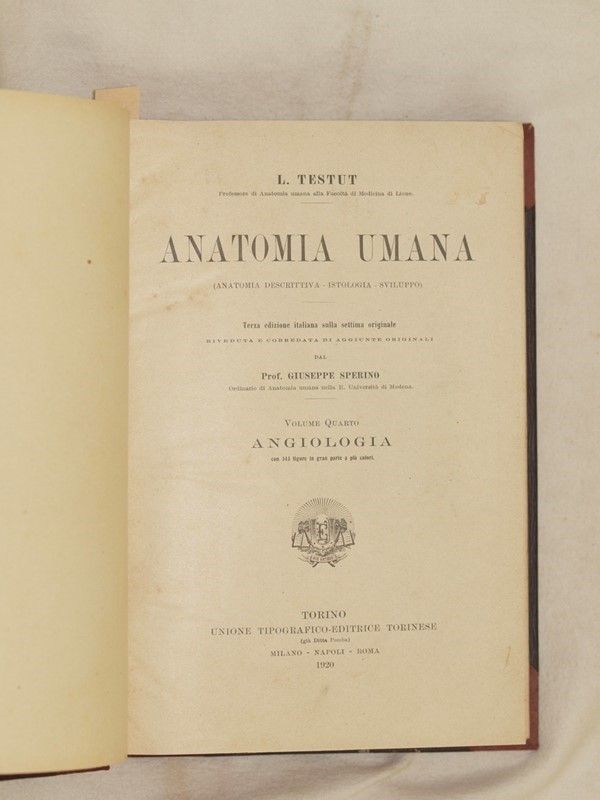 L. TESTUT
Professore di Anatomia umana alla Facoltà di Medicina di Lione.
ANATOMIA UMANA
(ANATOMIA DESCRITTIVA - ISTOLOGIA - SVILUPPO)
Terza edizione italiana sulla settima originale
RIVEDUTA E CORREDATA DI AGGIUNTE ORIGINALI
DAL
Prof. GIUSEPPE SPERINO
Ordinario di Anatomia umana nella R. Università di Modena.
VOLUME QUARTO
ANGIOLOGIA
con figure in gran parte a più colori.
TORINO
UNIONE TIPOGRAFICO-EDITRICE TORINESE
(già Ditta Pomba)
MILANO - NAPOLI - ROMA
1920